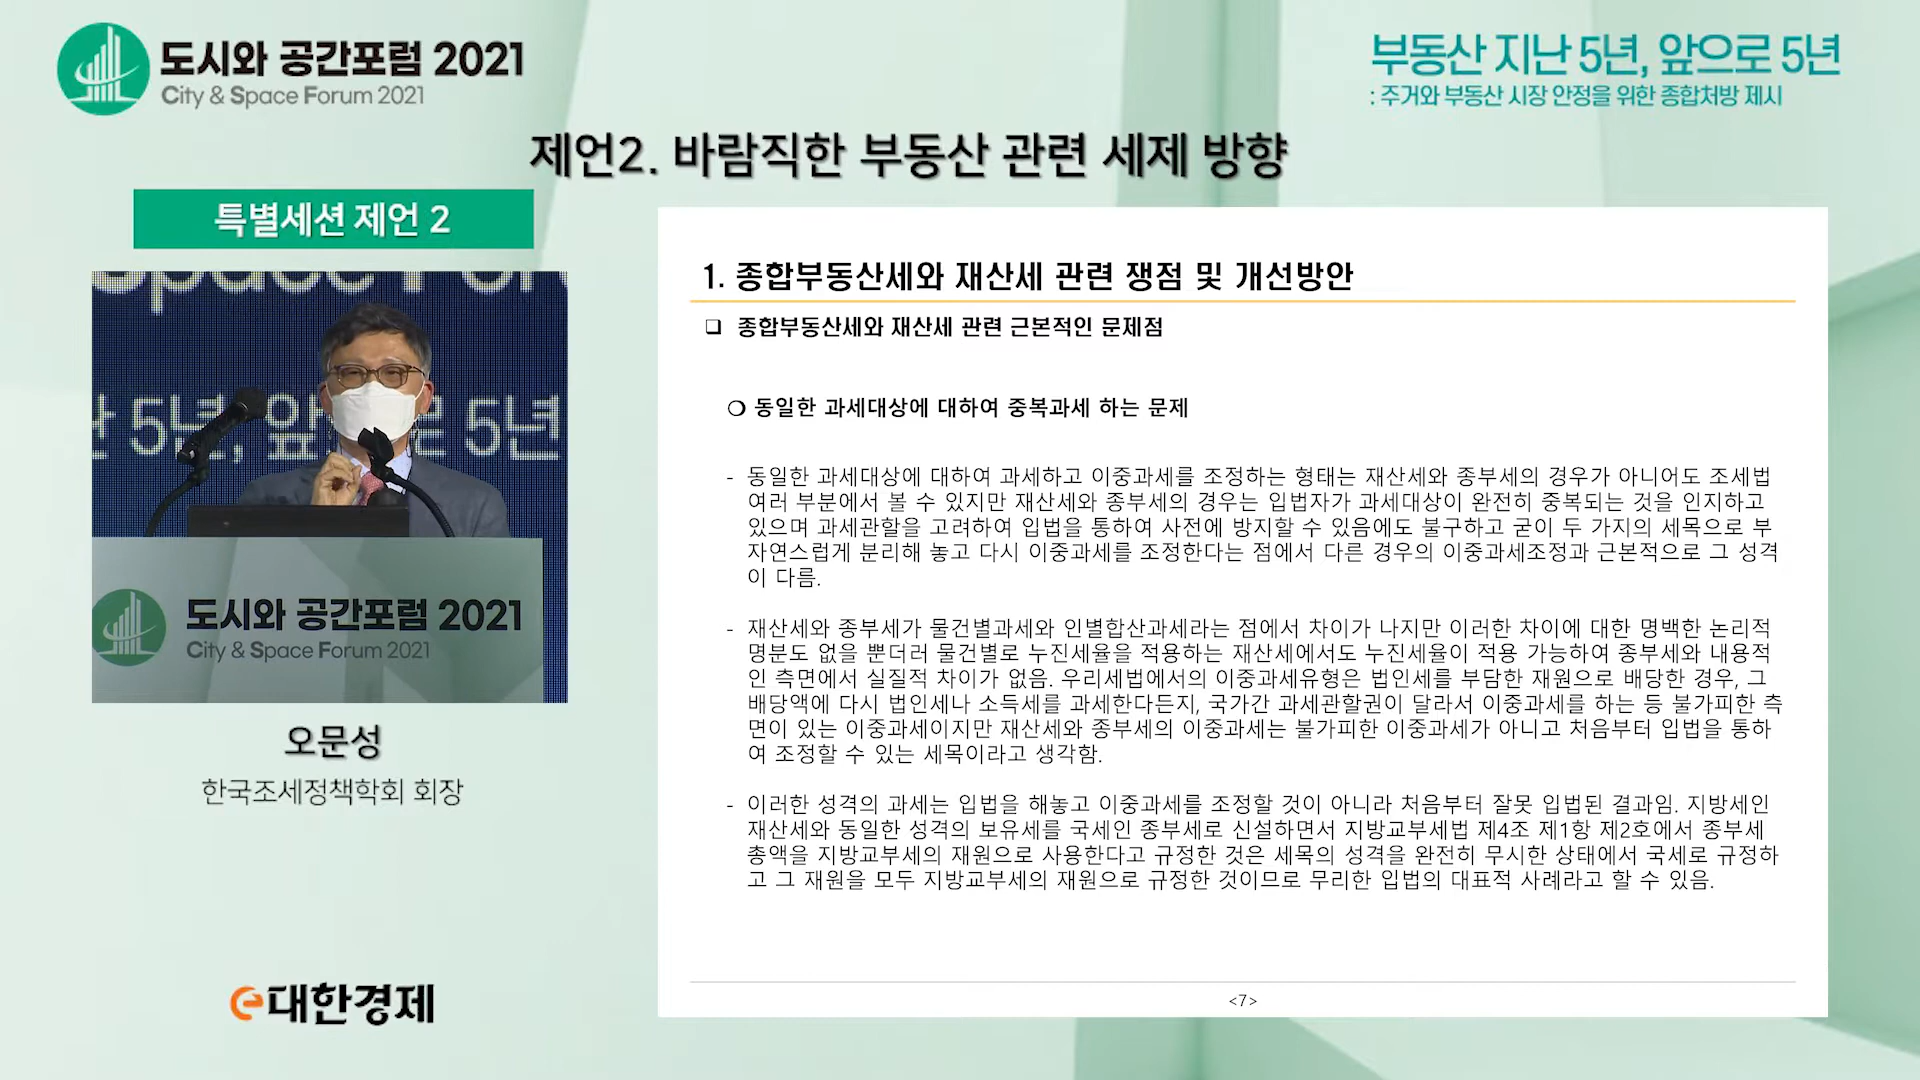 도시와 공간포럼 2021
City & Space Forum 2021
부동산 지난 5년, 앞으로 5년
: 주거와 부동산 시장 안정을 위한 종합처방 제시
제언2. 바람직한 부동산 관련 세제 방향
특별세션 제언 2
Space For
난 5년, 앞으로 5년
도시와 공간포럼 2021
City & Space Forum 2021
오문성
한국조세정책학회 회장
e대한경제
1. 종합부동산세와 재산세 관련 쟁점 및 개선방안
❑ 종합부동산세와 재산세 관련 근본적인 문제점
❍ 동일한 과세대상에 대하여 중복과세 하는 문제
- 동일한 과세대상에 대하여 과세하고 이중과세를 조정하는 형태는 재산세와 종부세의 경우가 아니어도 조세법
여러 부분에서 볼 수 있지만 재산세와 종부세의 경우는 입법자가 과세대상이 완전히 중복되는 것을 인지하고
있으며 과세관할을 고려하여 입법을 통하여 사전에 방지할 수 있음에도 불구하고 굳이 두 가지의 세목으로 부
자연스럽게 분리해 놓고 다시 이중과세를 조정한다는 점에서 다른 경우의 이중과세조정과 근본적으로 그 성격
이 다름.
- 재산세와 종부세가 물건별과세와 인별합산과세라는 점에서 차이가 나지만 이러한 차이에 대한 명백한 논리적
명분도 없을 뿐더러 물건별로 누진세율을 적용하는 재산세에서도 누진세율이 적용 가능하여 종부세와 내용적
인 측면에서 실질적 차이가 없음. 우리세법에서의 이중과세유형은 법인세를 부담한 재원으로 배당한 경우, 그
배당액에 다시 법인세나 소득세를 과세한다든지, 국가간 과세관할권이 달라서 이중과세를 하는 등 불가피한 측
면이 있는 이중과세이지만 재산세와 종부세의 이중과세는 불가피한 이중과세가 아니고 처음부터 입법을 통하
여 조정할 수 있는 세목이라고 생각함.
- 이러한 성격의 과세는 입법을 해놓고 이중과세를 조정할 것이 아니라 처음부터 잘못 입법된 결과임. 지방세인
재산세와 동일한 성격의 보유세를 국세인 종부세로 신설하면서 지방교부세법 제4조 제1항 제2호에서 종부세
총액을 지방교부세의 재원으로 사용한다고 규정한 것은 세목의 성격을 완전히 무시한 상태에서 국세로 규정하
고 그 재원을 모두 지방교부세의 재원으로 규정한 것이므로 무리한 입법의 대표적 사례라고 할 수 있음.
<7>